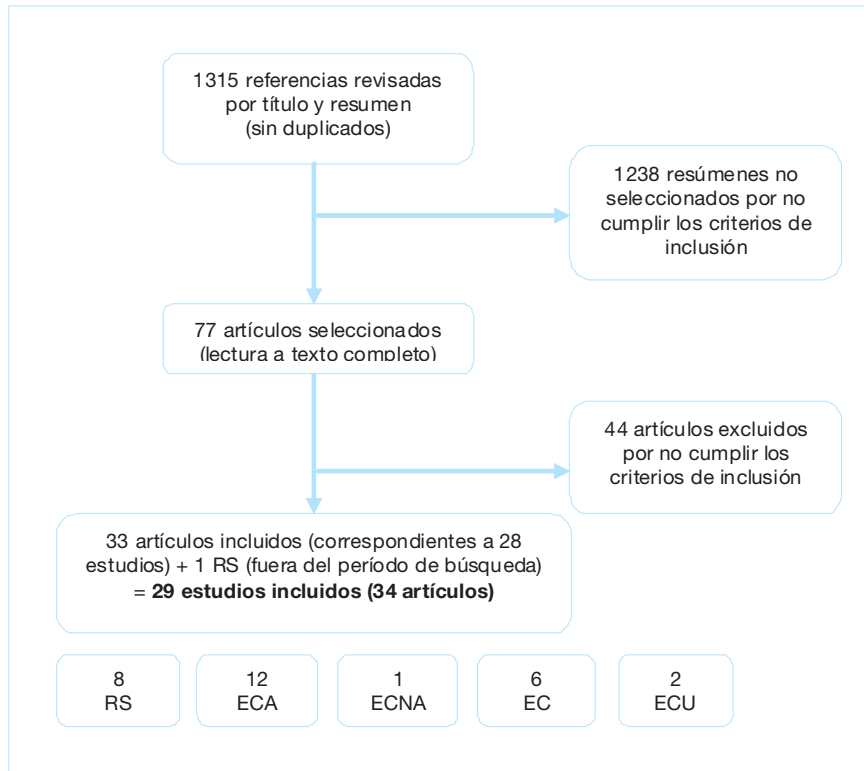 1315 referencias revisadas
por título y resumen
(sin duplicados)
1238 resúmenes no
seleccionados por no
cumplir los criterios de
inclusión
77 artículos seleccionados
(lectura a texto completo)
44 artículos excluidos
por no cumplir los
criterios de inclusión
33 artículos incluidos (correspondientes a 28
estudios) + 1 RS (fuera del período de búsqueda)
= 29 estudios incluidos (34 artículos)
8
RS
12
ECA
1
ECNA
6
EC
2
ECU